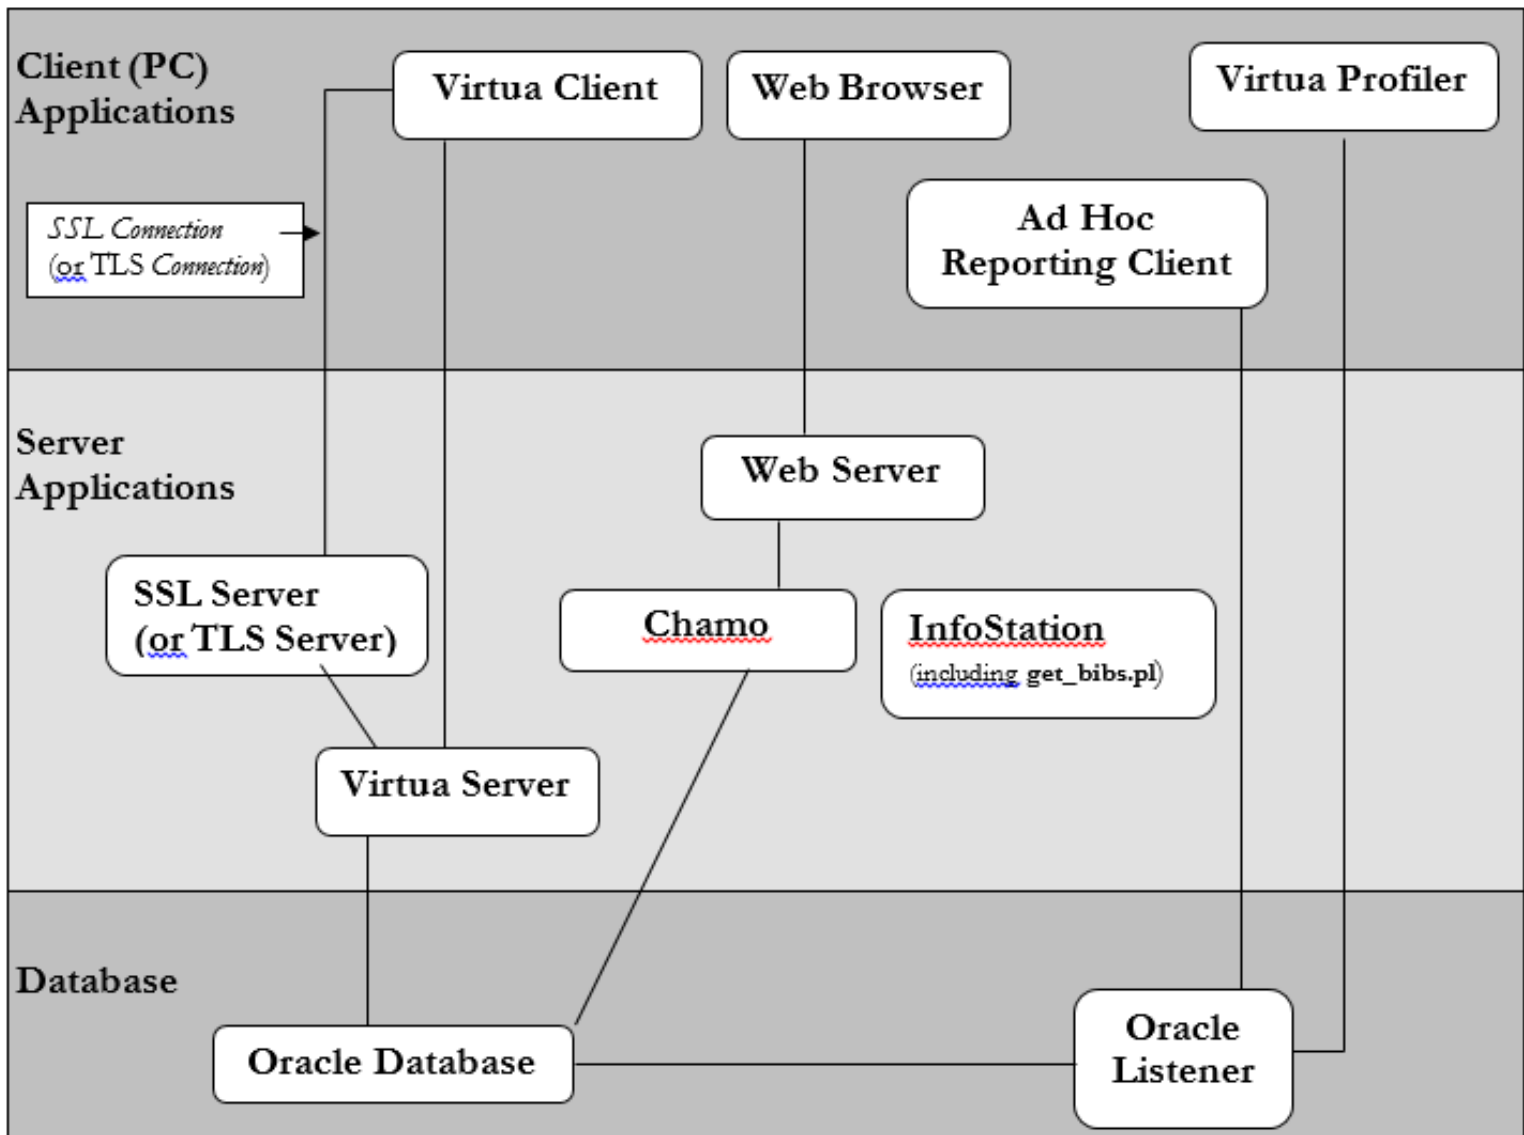 Client (PC)
Applications
Virtua Client
Web Browser
Virtua Profiler
SSL Connection
(or TLS Connection)
Ad Hoc
Reporting Client
Server
Applications
Web Server
SSL Server
(or TLS Server)
Chamo
InfoStation
(including get_bibs.pl)
Virtua Server
Database
Oracle Database
Oracle
Listener